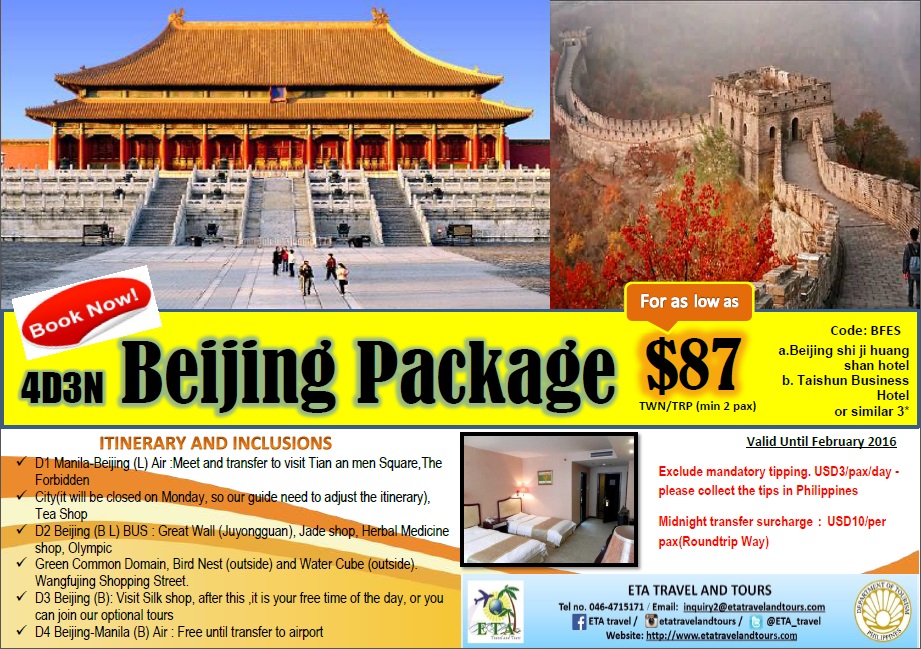 Book Now!
For as low as
4D3N Beijing Package
$87
TWN/TRP (min 2 pax)
Code: BFES
a.Beijing shi ji huang
shan hotel
b. Taishun Business
Hotel
or similar 3*
ITINERARY AND INCLUSIONS
✓ D1 Manila-Beijing (L) Air :Meet and transfer to visit Tian an men Square,The
Forbidden
✓ City(it will be closed on Monday, so our guide need to adjust the itinerary),
Tea Shop
✓ D2 Beijing (B L) BUS : Great Wall (Juyongguan), Jade shop, Herbal Medicine
shop, Olympic
✓ Green Common Domain, Bird Nest (outside) and Water Cube (outside).
Wangfujing Shopping Street.
✓ D3 Beijing (B): Visit Silk shop, after this ,it is your free time of the day, or you
can join our optional tours
✓ D4 Beijing-Manila (B) Air : Free until transfer to airport
Valid Until February 2016
Exclude mandatory tipping. USD3/pax/day -
please collect the tips in Philippines
Midnight transfer surcharge : USD10/per
pax(Roundtrip Way)
ETA
Travel and Tours
ETA TRAVEL AND TOURS
Tel no. 046-4715171 / Email: inquiry2@etatravelandtours.com
ETA travel / etatravelandtours / @ETA_travel
Website: http://www.etatravelandtours.com
DEPARTMENT OF TOURISM
PHILIPPINES